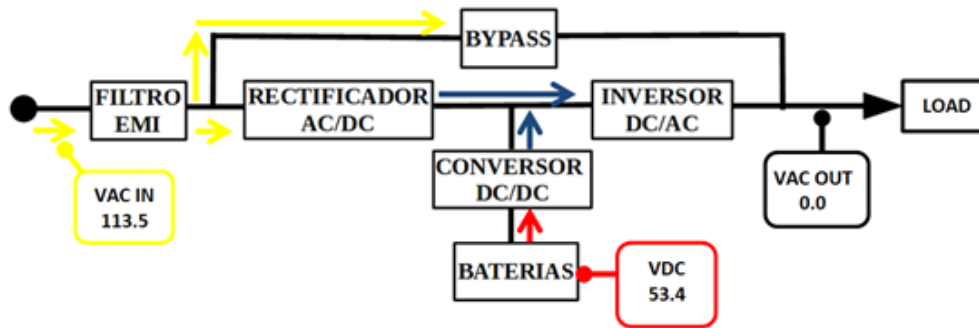 BYPASS
FILTRO
EMI
RECTIFICADOR
AC/DC
INVERSOR
DC/AC
LOAD
VAC IN
113.5
CONVERSOR
DC/DC
VAC OUT
0.0
BATERIAS
VDC
53.4